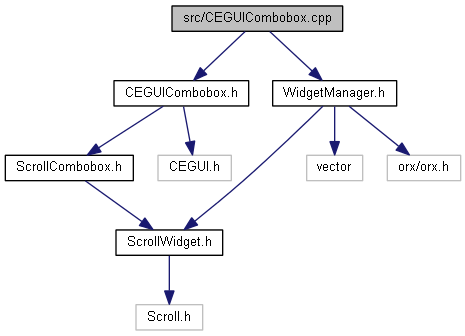 src/CEGUICombobox.cpp
CEGUICombobox.h
WidgetManager.h
ScrollCombobox.h
CEGUI.h
vector
orx/orx.h
ScrollWidget.h
Scroll.h